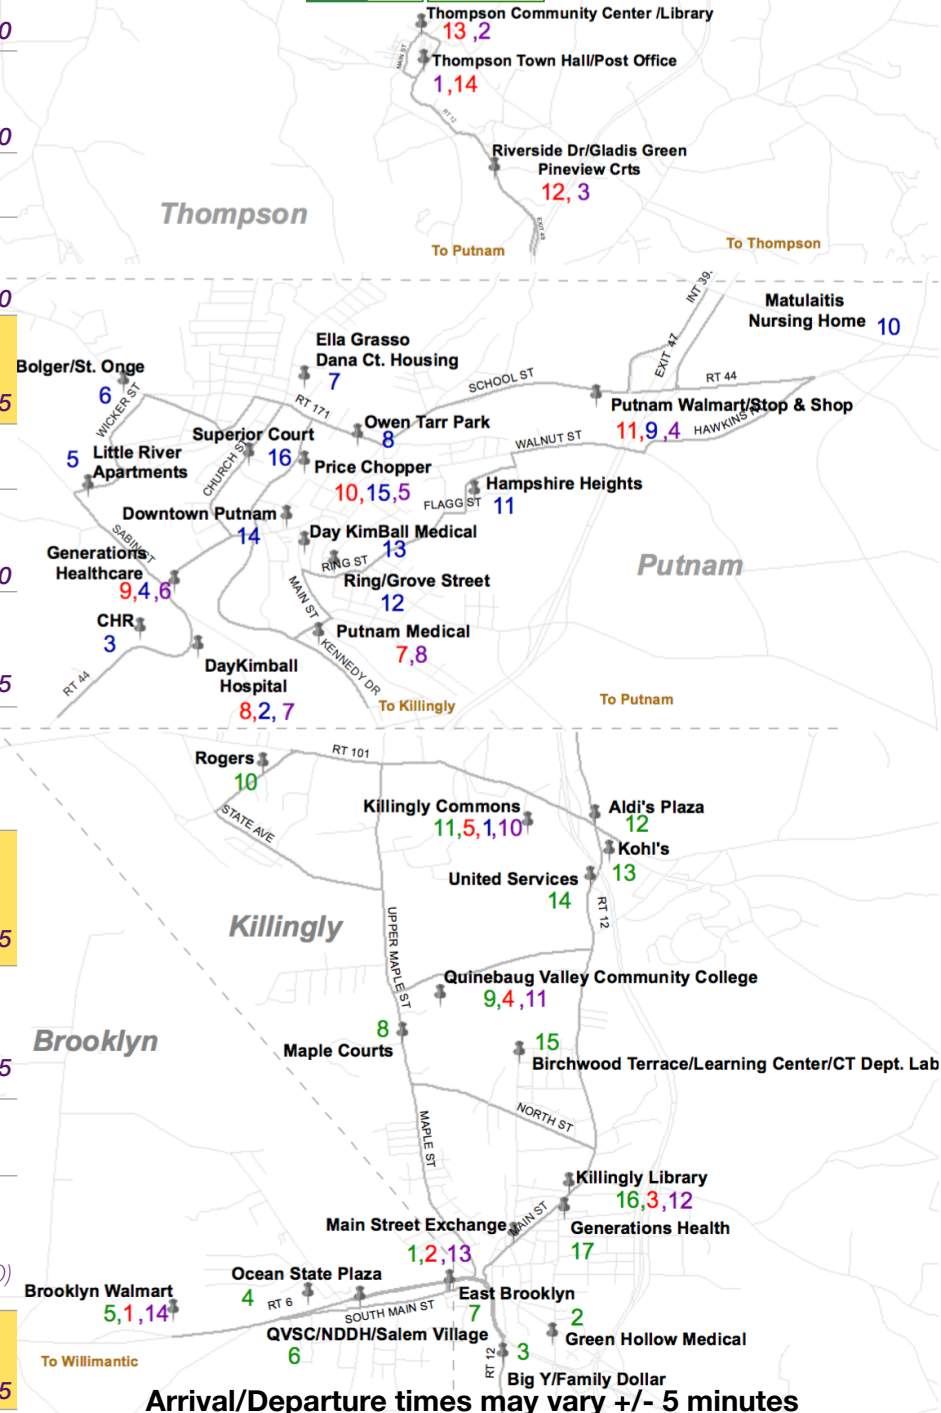 Thompson Community Center /Library
0
13 ,2
MAIN ST
Thompson Town Hall/Post Office
1,14
RT 12
0
Riverside Dr/Gladis Green
Pineview Crts
12, 3
Thompson
EXIT 49
To Putnam
To Thompson
INT 39.
0
Matulaitis
Nursing Home 10
Ella Grasso
Dana Ct. Housing
7
EXIT 47
Bolger/St. Onge
6
SCHOOL ST
RT 44
5
WICKER ST
RT 171
Putnam Walmart/Stop & Shop
11,9 ,4
HAWKINS
Owen Tarr Park
8
Superior Court
16
WALNUT ST
5
Little River
Apartments
CHURCH ST
Price Chopper
10,15,5
Hampshire Heights
11
FLAGG ST
Downtown Putnam
14
SABIN ST
Day KimBall Medical
13
Generations
Healthcare
9,4,6
RING ST
Putnam
0
Ring/Grove Street
12
MAIN ST
CHR
3
Putnam Medical
7,8
KENNEDY DR
DayKimball
Hospital
8,2, 7
RT 44
5
To Killingly
To Putnam
RT 101
Rogers
10
STATE AVE
Killingly Commons
11,5,1,10
Aldi's Plaza
12
Kohl's
13
United Services
14
RT 12
Killingly
UPPER MAPLE ST
5
Quinebaug Valley Community College
9,4 ,11
8
Maple Courts
Brooklyn
15
Birchwood Terrace/Learning Center/CT Dept. Lab
5
NORTH ST
MAPLE ST
Killingly Library
16,3,12
MAIN ST
Main Street Exchange
1,2 ,13
Generations Health
17
0)
Ocean State Plaza
4
Brooklyn Walmart
5,1 ,14
RT 6
SOUTH MAIN ST
East Brooklyn
7
2
Green Hollow Medical
QVSC/NDDH/Salem Village
6
RT 12
3
Big Y/Family Dollar
To Willimantic
5
Arrival/Departure times may vary +/- 5 minutes